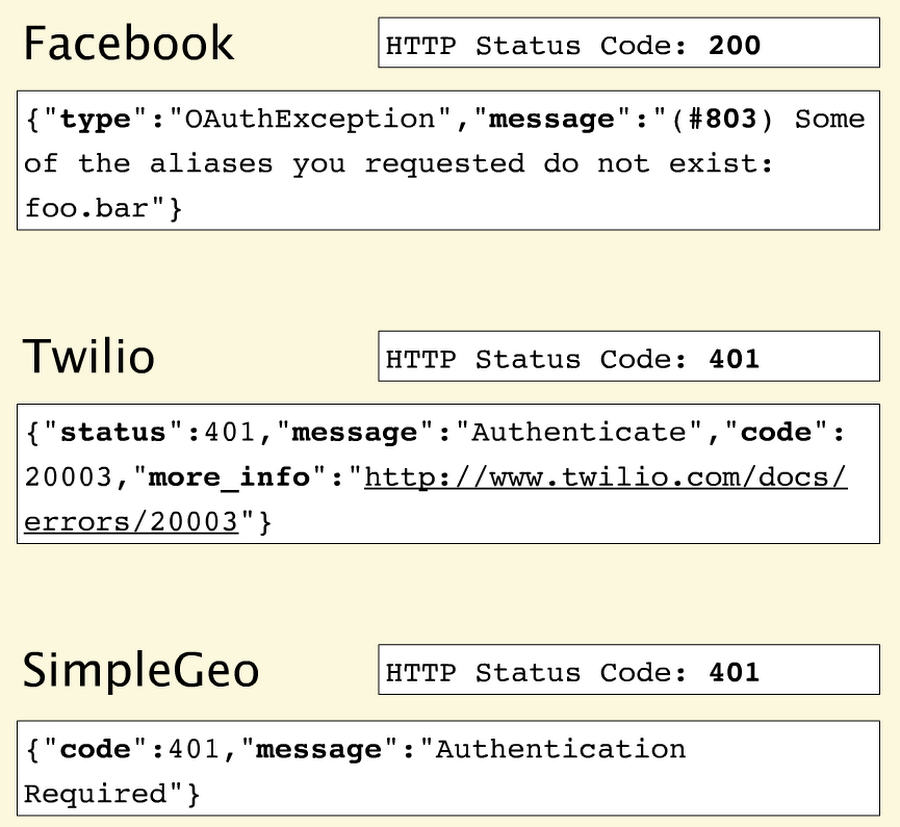 Facebook
HTTP Status Code: 200
{"type":"OAuthException","message":"(#803) Some
of the aliases you requested do not exist:
foo.bar"}
Twilio
HTTP Status Code: 401
{"status":401,"message":"Authenticate","code":
20003,"more_info":"http://www.twilio.com/docs/
errors/20003"}
SimpleGeo
HTTP Status Code: 401
{"code":401,"message":"Authentication
Required"}